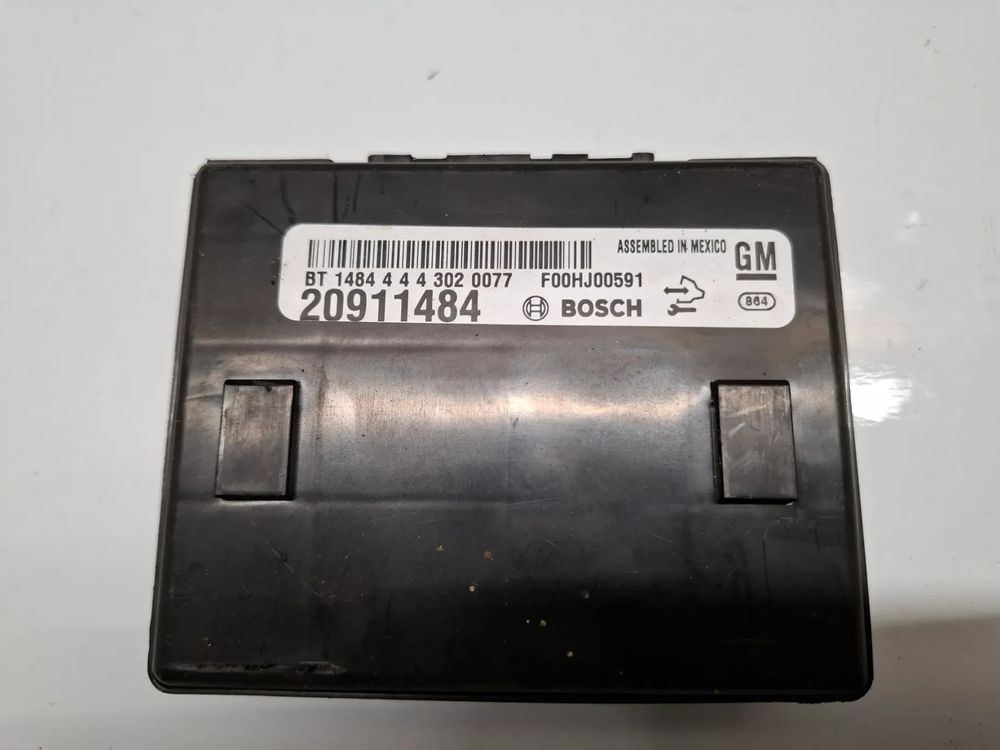 ASSEMBLED IN MEXICO
GM
BT 1484 4 4 4 302 0077 F00HJ00591
20911484 BOSCH 864